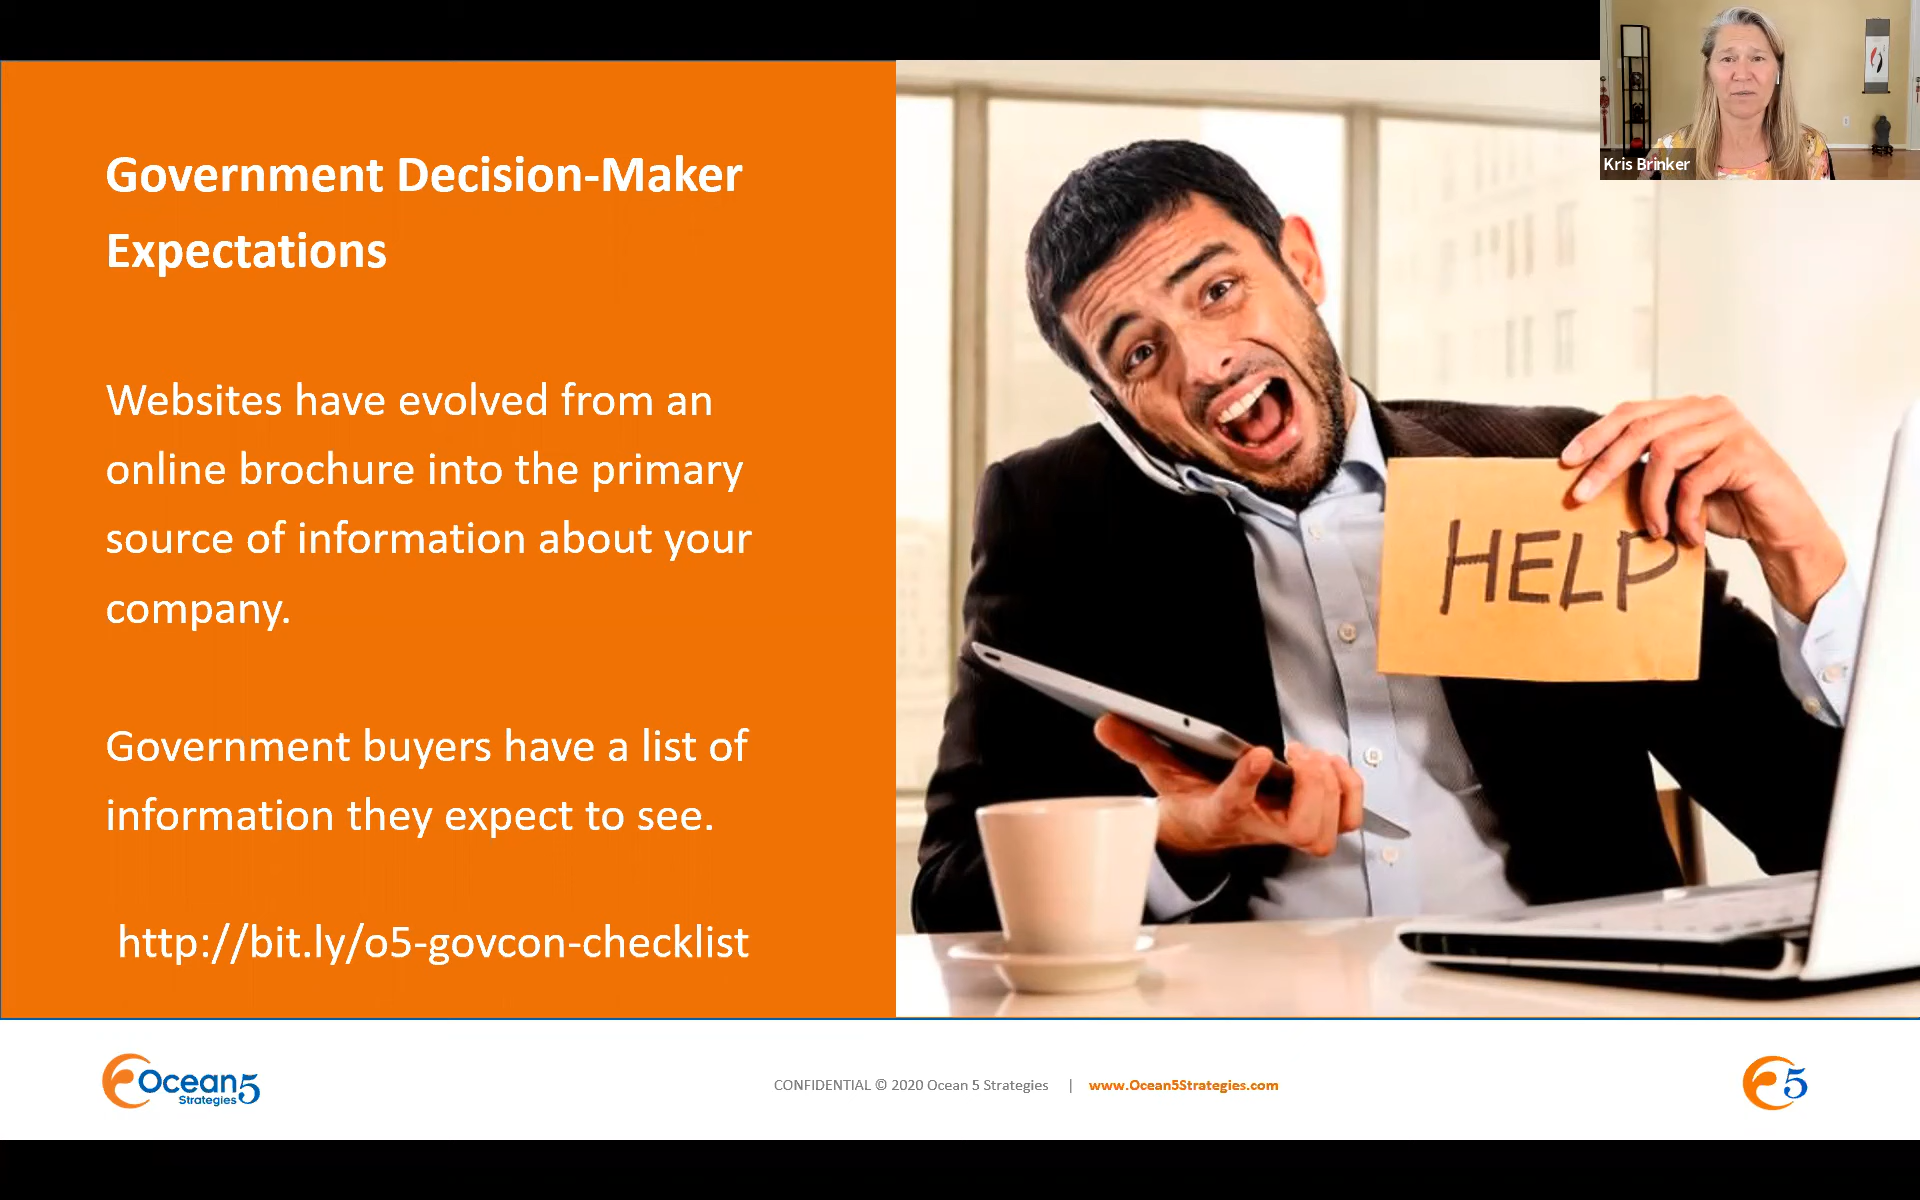 Kris Brinker
Government Decision-Maker
Expectations
Websites have evolved from an
online brochure into the primary
source of information about your
company.
Government buyers have a list of
information they expect to see.
http://bit.ly/o5-govcon-checklist
HELP
Ocean5
Strategies
CONFIDENTIAL © 2020 Ocean 5 Strategies | www.Ocean5Strategies.com
5